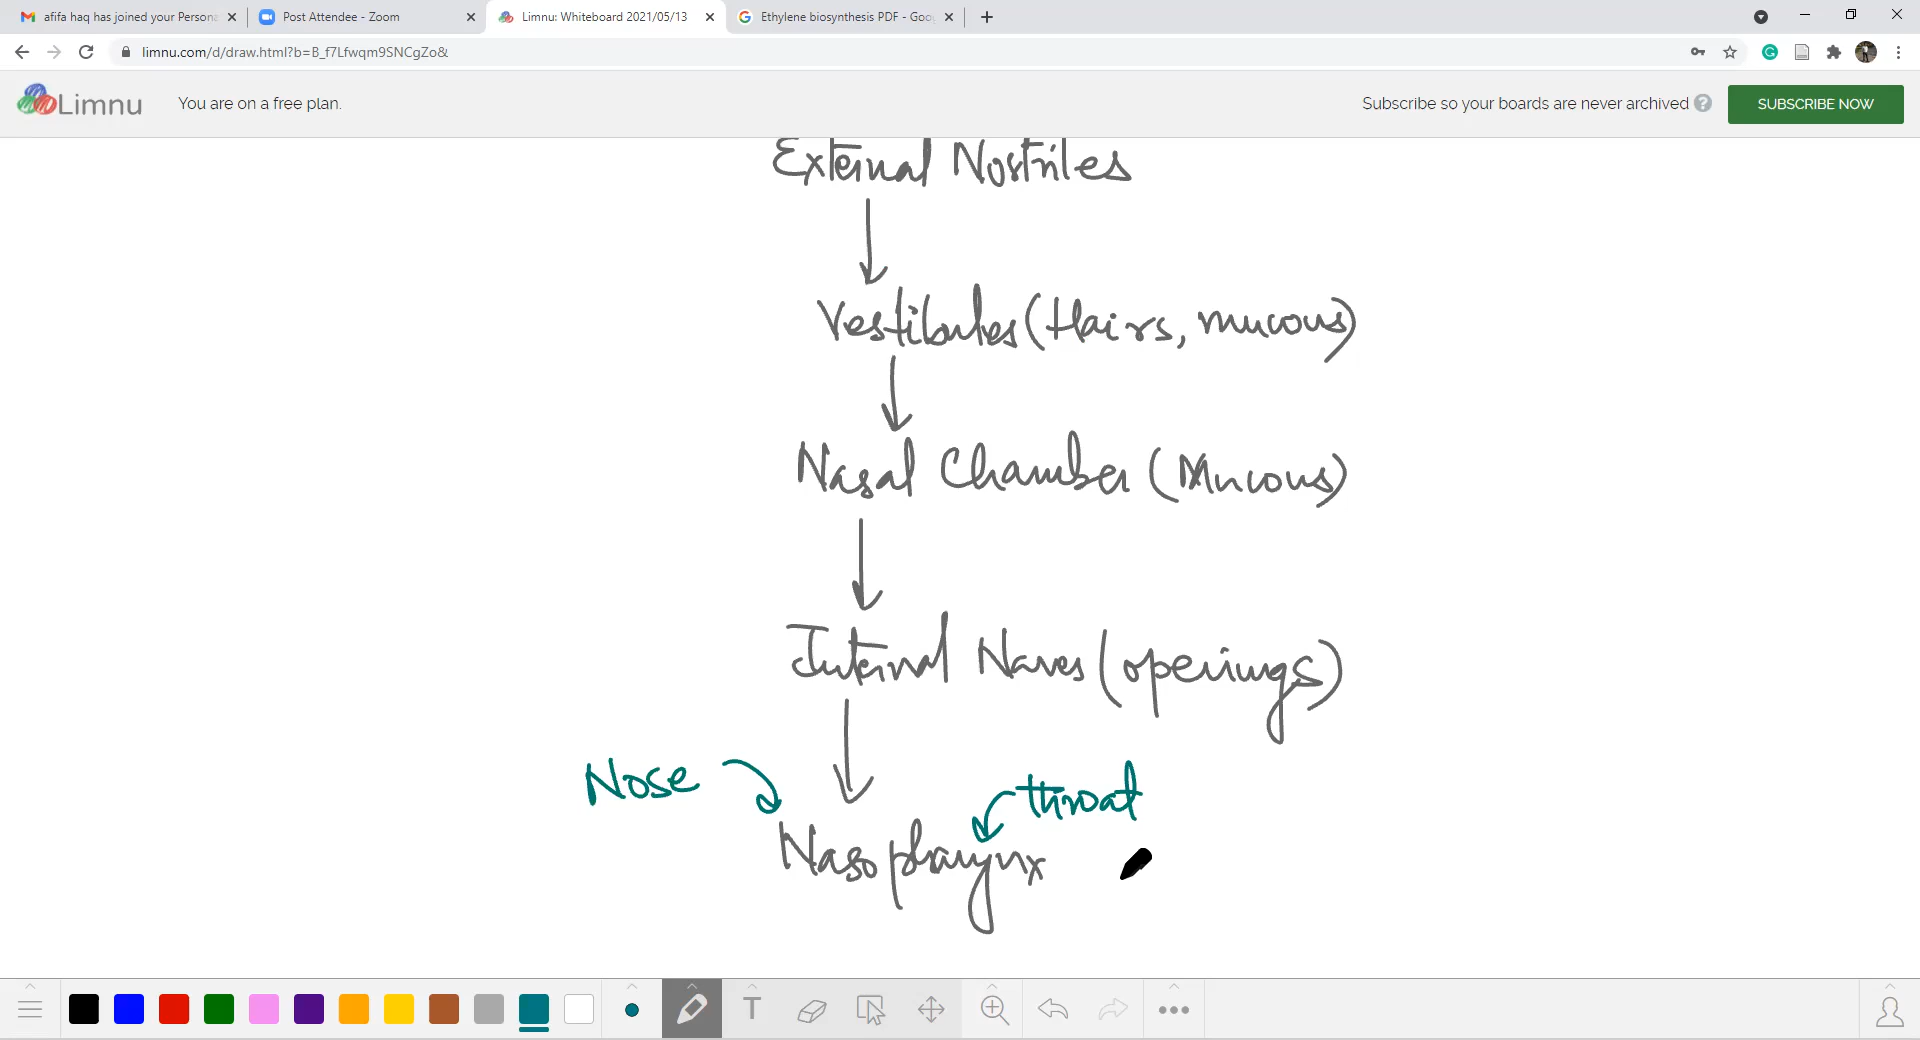 afifa haq has joined your Persona
Post Attendee - Zoom
Limnu: Whiteboard 2021/05/13
Ethylene biosynthesis PDF - Goo
limnu.com/d/draw.html?b=B_f7Lfwqm9SNCgZo&
Limnu
You are on a free plan.
Subscribe so your boards are never archived ?
SUBSCRIBE NOW
External Nostriles
Vestibules (Hairs, mucous)
Nasal Chamber (Mucous)
Internal Nares (openings)
Nose
throat
Nasopharynx
T